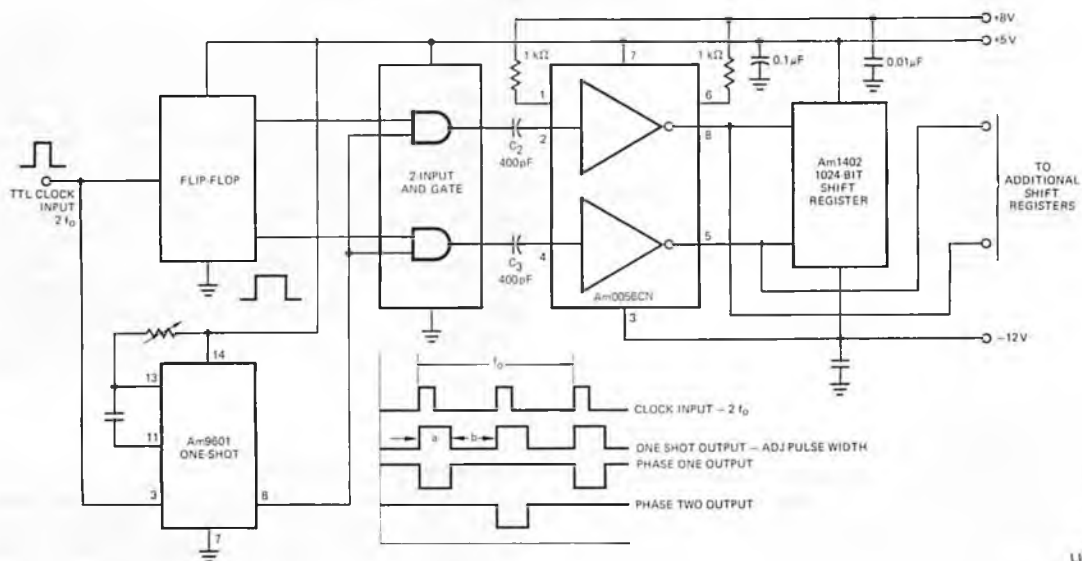 +8V
+5V
1 kΩ
1 kΩ
0.1µF
0.01µF
7
1
6
FLIP-FLOP
2-INPUT
AND GATE
C2
400pF
2
8
Am1402
1024-BIT
SHIFT
REGISTER
TO
ADDITIONAL
SHIFT
REGISTERS
TTL CLOCK
INPUT
2 fo
C3
400pF
4
5
Am0056CN
3
-12V
14
13
11
Am9601
ONE-SHOT
3
8
7
fo
CLOCK INPUT – 2 fo
a
b
ONE SHOT OUTPUT – ADJ PULSE WIDTH
PHASE ONE OUTPUT
PHASE TWO OUTPUT